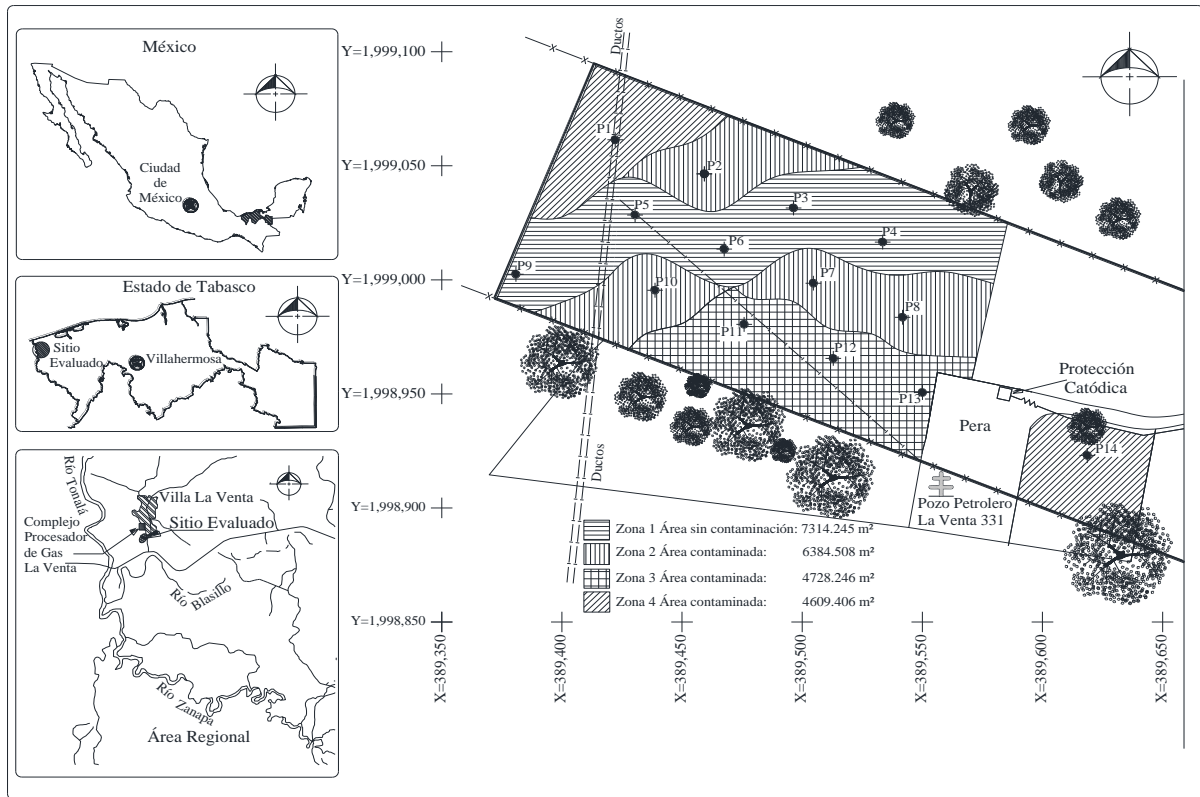 México
Ciudad
de
México
Estado de Tabasco
Sitio
Evaluado
Villahermosa
Río Tonalá
Villa La Venta
Sitio Evaluado
Complejo
Procesador
de Gas
La Venta
Río Blasillo
Río Zanapa
Área Regional
Y=1,999,100
Y=1,999,050
Y=1,999,000
Y=1,998,950
Y=1,998,900
Y=1,998,850
X=389,350
X=389,400
X=389,450
X=389,500
X=389,550
X=389,600
X=389,650
Ductos
P1
P2
P3
P4
P5
P6
P7
P8
P9
P10
P11
P12
P13
P14
Protección
Catódica
Pera
Pozo Petrolero
La Venta 331
Ductos
Zona 1 Área sin contaminación: 7314.245 m²
Zona 2 Área contaminada: 6384.508 m²
Zona 3 Área contaminada: 4728.246 m²
Zona 4 Área contaminada: 4609.406 m²